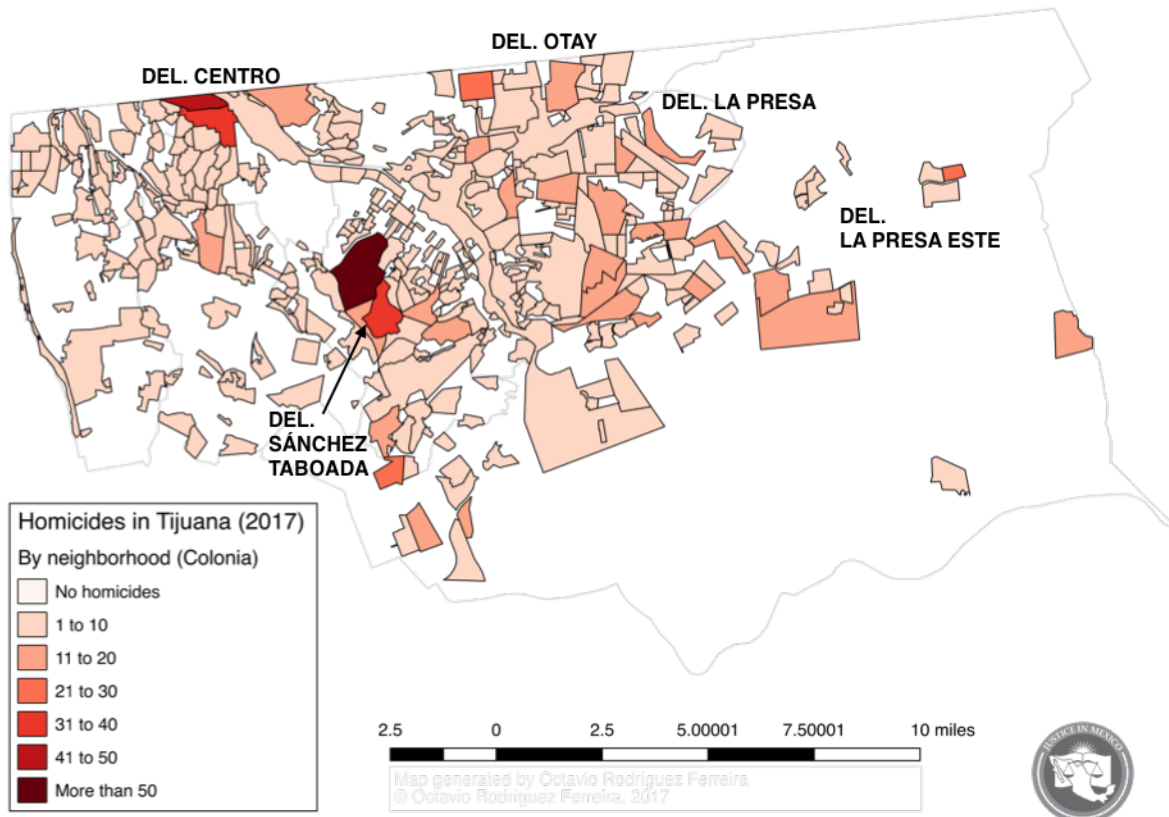 DEL. OTAY
DEL. CENTRO
DEL. LA PRESA
DEL.
LA PRESA ESTE
DEL.
SÁNCHEZ
TABOADA
Homicides in Tijuana (2017)
By neighborhood (Colonia)
No homicides
1 to 10
11 to 20
21 to 30
31 to 40
41 to 50
More than 50
2.5 0 2.5 5.00001 7.50001 10 miles
Map generated by Octavio Rodríguez Ferreira
© Octavio Rodríguez Ferreira, 2017
JUSTICE IN MEXICO